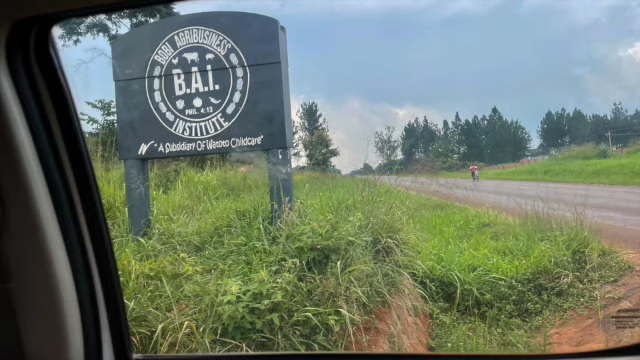 BOBI AGRIBUSINESS
B.A.I.
PHIL. 4:13
INSTITUTE
"A Subsidiary Of Watoto Childcare"